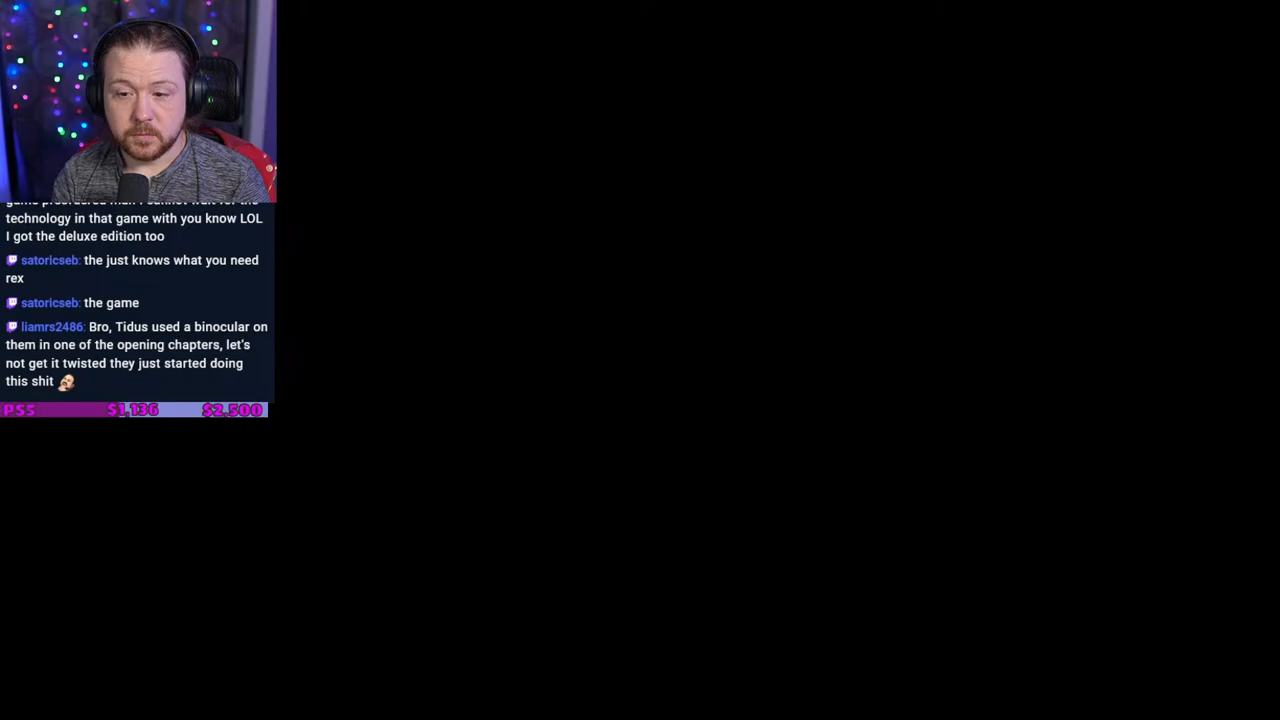 technology in that game with you know LOL
I got the deluxe edition too
satoricseb: the just knows what you need
rex
satoricseb: the game
liamrs2486: Bro, Tidus used a binocular on
them in one of the opening chapters, let's
not get it twisted they just started doing
this shit
PS5 $1,136 $2,500